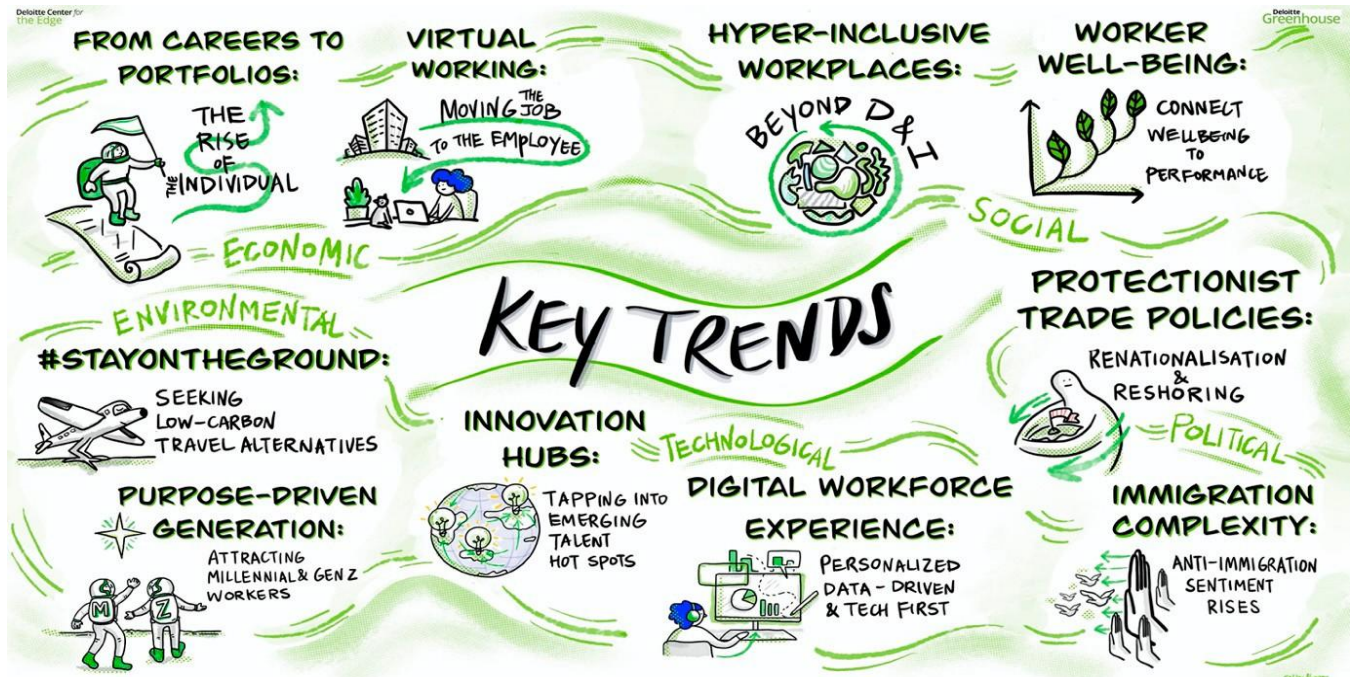 Deloitte Center for
the Edge
Deloitte
Greenhouse
FROM CAREERS TO
PORTFOLIOS:
THE
RISE
OF
THE INDIVIDUAL
VIRTUAL
WORKING:
MOVING THE JOB
TO THE EMPLOYEE
ECONOMIC
HYPER-INCLUSIVE
WORKPLACES:
BEYOND D & I
WORKER
WELL-BEING:
CONNECT
WELLBEING
TO
PERFORMANCE
SOCIAL
KEY TRENDS
ENVIRONMENTAL
#STAYONTHEGROUND:
SEEKING
LOW-CARBON
TRAVEL ALTERNATIVES
PURPOSE-DRIVEN
GENERATION:
ATTRACTING
MILLENNIAL & GEN Z
WORKERS
M
Z
INNOVATION
HUBS:
TAPPING INTO
EMERGING
TALENT
HOT SPOTS
TECHNOLOGICAL
DIGITAL WORKFORCE
EXPERIENCE:
PERSONALIZED
DATA-DRIVEN
& TECH FIRST
PROTECTIONIST
TRADE POLICIES:
RENATIONALISATION
&
RESHORING
POLITICAL
IMMIGRATION
COMPLEXITY:
ANTI-IMMIGRATION
SENTIMENT
RISES